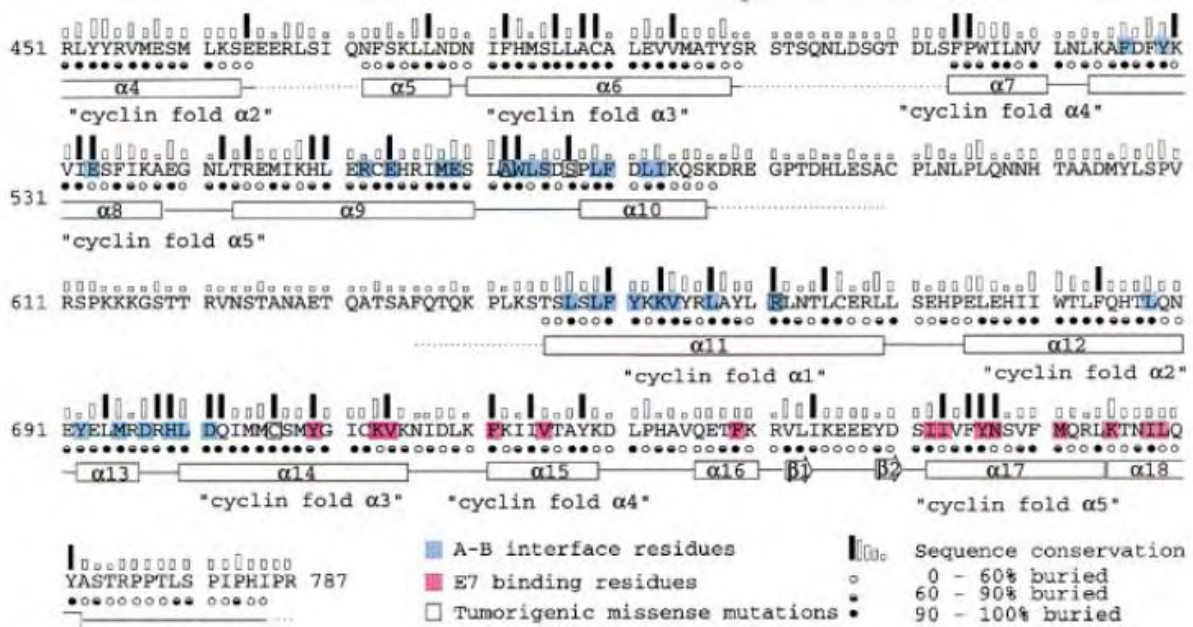 451 RLYYRVMESM LKSEEERLSI QNFSKLLNDN IFHMSLLACA LEVVMATYSR STSQNLDSGT DLSFPWILNV LNLKAFDFYK
α4 α5 α6 α7
"cyclin fold α2" "cyclin fold α3" "cyclin fold α4"
531 VIESFIKAEG NLTREMIKHL ERCEHRIMES LAWLSDSPLF DLIKQSKDRE GPTDHLESAC PLNLPLQNNH TAADMYLSPV
α8 α9 α10
"cyclin fold α5"
611 RSPKKKGSTT RVNSTANAET QATSAFQTQK PLKSTSLSLF YKKVYRLAYL RLNTLCERLL SEHPELEHII WTLFQHTLQN
α11 α12
"cyclin fold α1" "cyclin fold α2"
691 EYELMRDRHL DQIMMCSMYG ICKVKNIDLK FKIIVTAYKD LPHAVQETFK RVLIKEEEYD SIIVFYNSVF MQRLKTNILQ
α13 α14 α15 α16 β1 β2 α17 α18
"cyclin fold α3" "cyclin fold α4" "cyclin fold α5"
YASTRPPTLS PIPHIPR 787
A-B interface residues
E7 binding residues
Tumorigenic missense mutations
Sequence conservation
0 - 60% buried
60 - 90% buried
90 - 100% buried